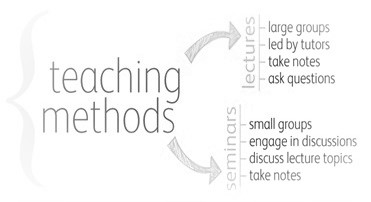 teaching
methods
lectures
– large groups
– led by tutors
– take notes
– ask questions
seminars
– small groups
– engage in discussions
– discuss lecture topics
– take notes